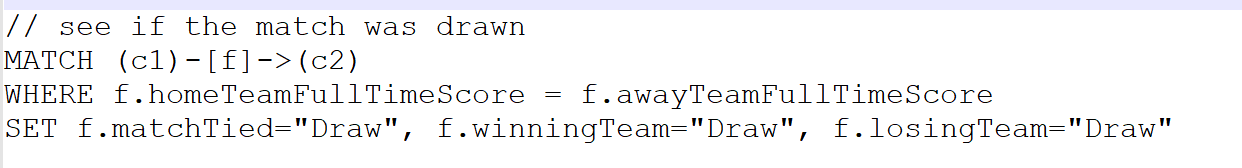 // see if the match was drawn
MATCH (c1)-[f]->(c2)
WHERE f.homeTeamFullTimeScore = f.awayTeamFullTimeScore
SET f.matchTied="Draw", f.winningTeam="Draw", f.losingTeam="Draw"